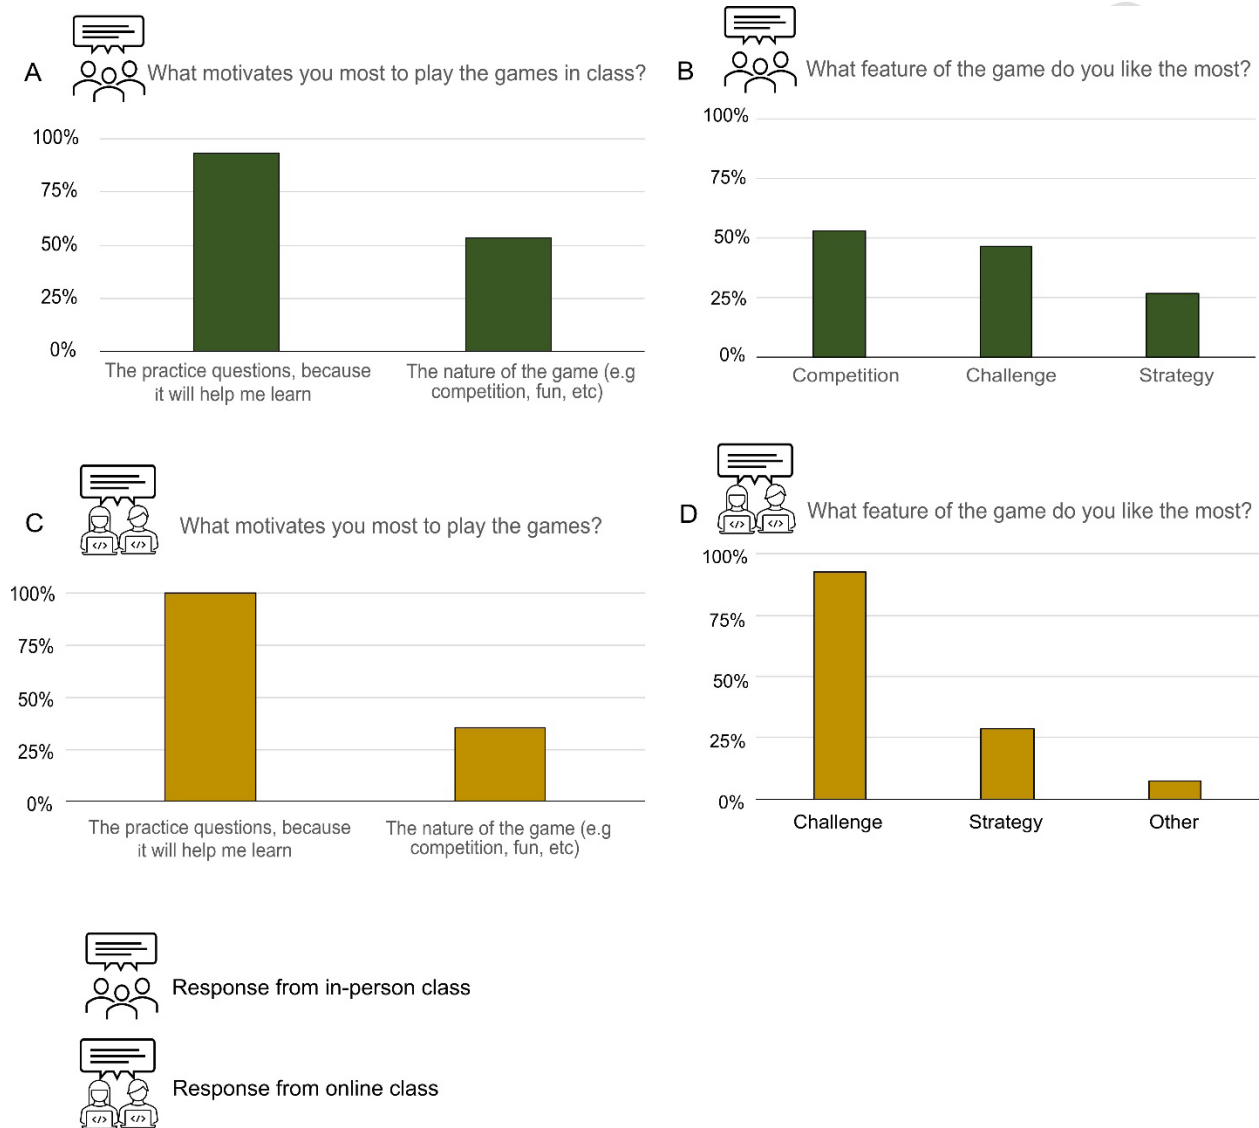 A
What motivates you most to play the games in class?
100%
75%
50%
25%
0%
The practice questions, because
it will help me learn
The nature of the game (e.g
competition, fun, etc)
B
What feature of the game do you like the most?
100%
75%
50%
25%
0%
Competition
Challenge
Strategy
C
</>
</>
What motivates you most to play the games?
100%
75%
50%
25%
0%
The practice questions, because
it will help me learn
The nature of the game (e.g
competition, fun, etc)
D
</>
</>
What feature of the game do you like the most?
100%
75%
50%
25%
0%
Challenge
Strategy
Other
Response from in-person class
</>
</>
Response from online class